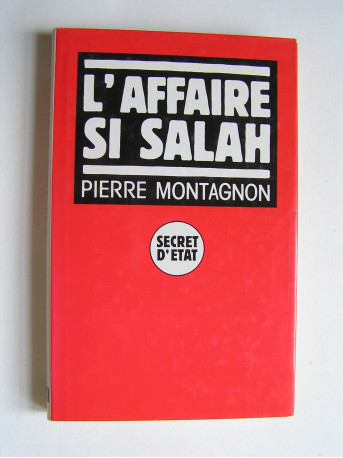 L'AFFAIRE
SI SALAH
PIERRE MONTAGNON
SECRET
D'ETAT